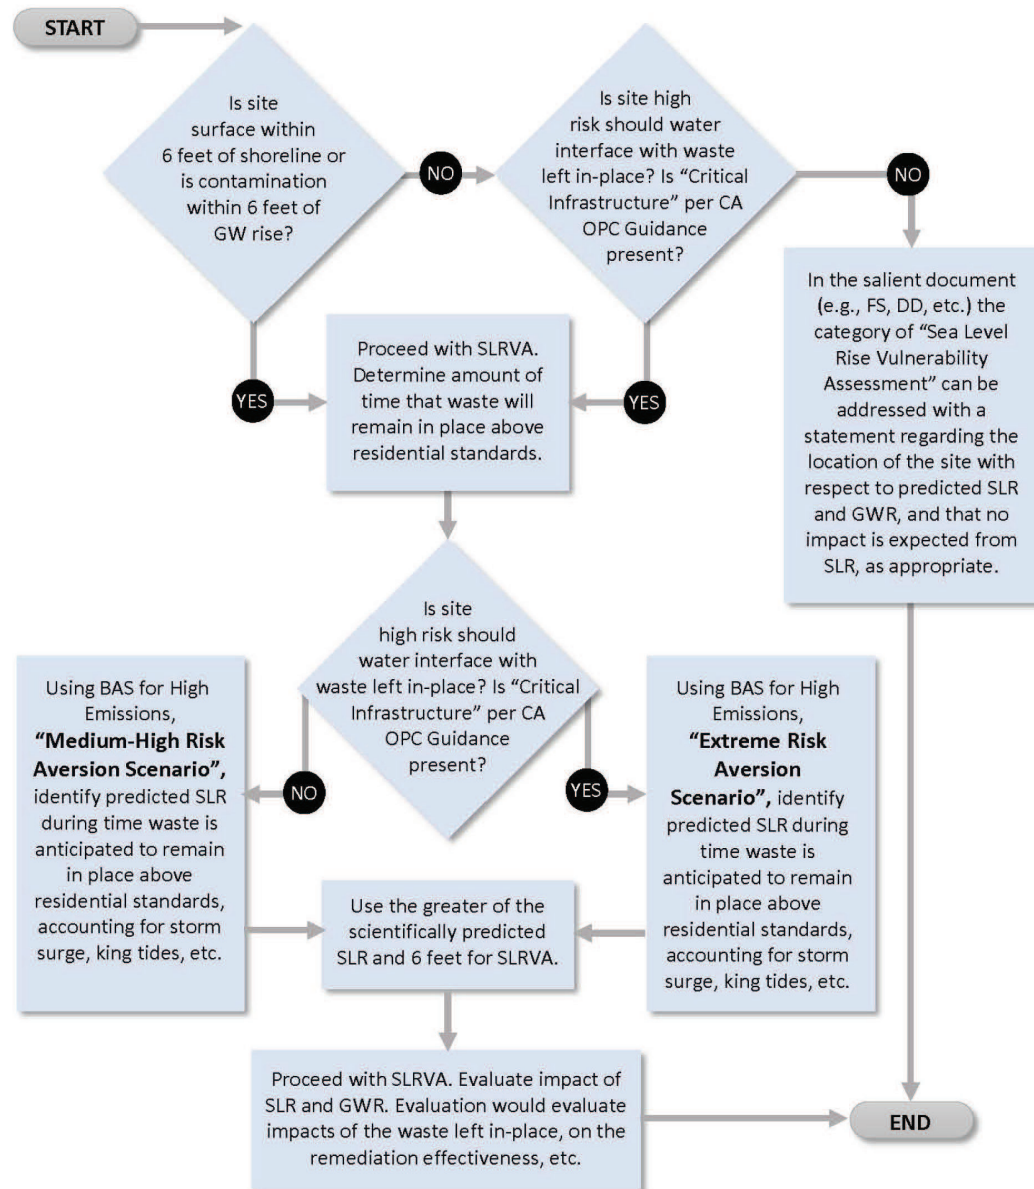 START
Is site
surface within
6 feet of shoreline or
is contamination
within 6 feet of
GW rise?
NO
Is site high
risk should water
interface with waste
left in-place? Is “Critical
Infrastructure” per CA
OPC Guidance
present?
NO
YES
Proceed with SLRVA.
Determine amount of
time that waste will
remain in place above
residential standards.
YES
In the salient document
(e.g., FS, DD, etc.) the
category of “Sea Level
Rise Vulnerability
Assessment” can be
addressed with a
statement regarding the
location of the site with
respect to predicted SLR
and GWR, and that no
impact is expected from
SLR, as appropriate.
Is site
high risk should
water interface with
waste left in-place? Is “Critical
Infrastructure” per CA
OPC Guidance
present?
NO
YES
Using BAS for High
Emissions,
“Medium-High Risk
Aversion Scenario”,
identify predicted SLR
during time waste is
anticipated to remain
in place above
residential standards,
accounting for storm
surge, king tides, etc.
Using BAS for High
Emissions,
“Extreme Risk
Aversion
Scenario”, identify
predicted SLR during
time waste is
anticipated to remain
in place above
residential standards,
accounting for storm
surge, king tides, etc.
Use the greater of the
scientifically predicted
SLR and 6 feet for SLRVA.
Proceed with SLRVA. Evaluate impact of
SLR and GWR. Evaluation would evaluate
impacts of the waste left in-place, on the
remediation effectiveness, etc.
END